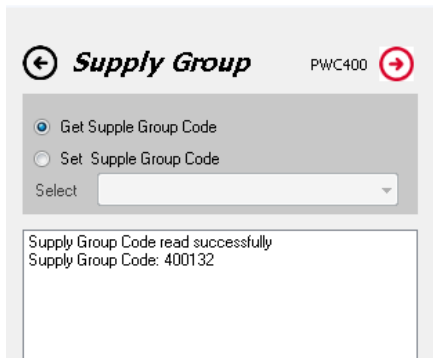 Supply Group
PWC400
Get Supple Group Code
Set Supple Group Code
Select
Supply Group Code read successfully
Supply Group Code: 400132